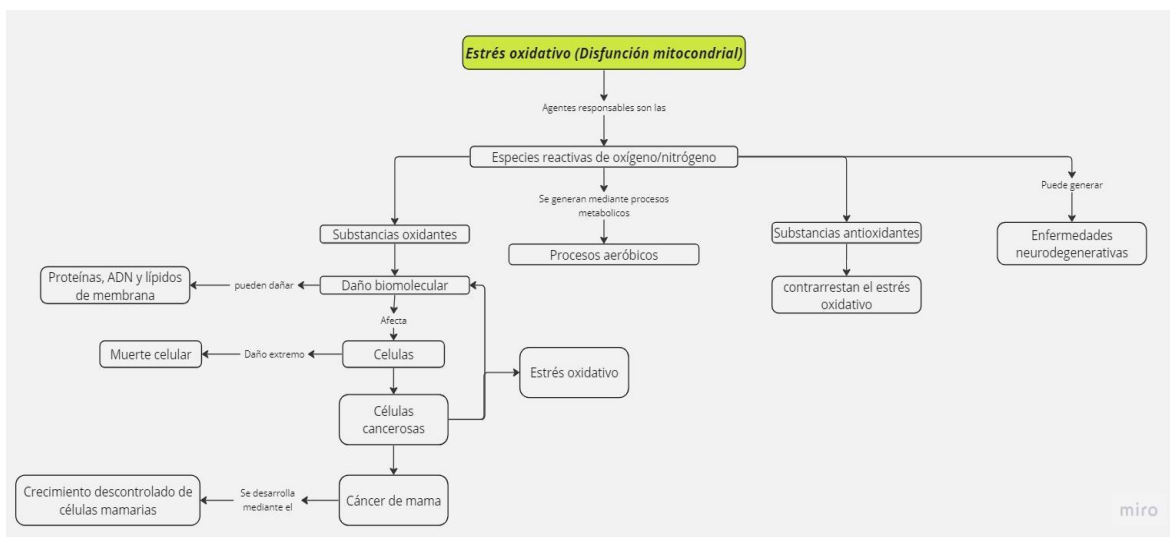 Estrés oxidativo (Disfunción mitocondrial)
Agentes responsables son las
Especies reactivas de oxígeno/nitrógeno
Puede generar
Se generan mediante procesos
metabolicos
Substancias oxidantes
Procesos aeróbicos
Substancias antioxidantes
Enfermedades
neurodegenerativas
Proteínas, ADN y lípidos
de membrana
pueden dañar
Daño biomolecular
contrarrestan el estrés
oxidativo
Afecta
Muerte celular
Daño extremo
Celulas
Estrés oxidativo
Células
cancerosas
Crecimiento descontrolado de
células mamarias
Se desarrolla
mediante el
Cáncer de mama
miro